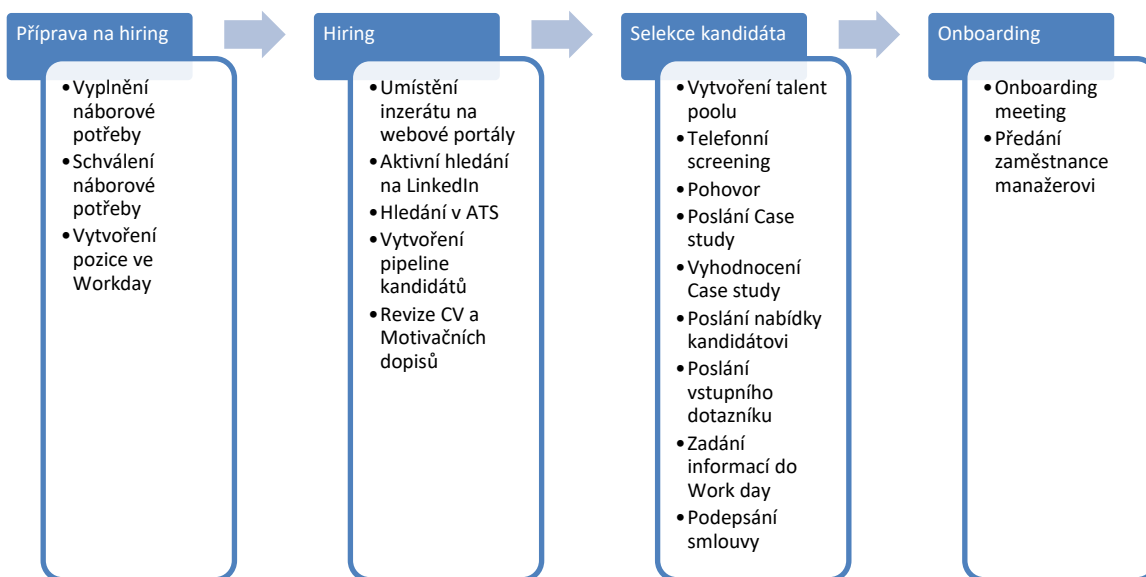 Příprava na hiring
• Vyplnění
náborové
potřeby
• Schválení
náborové
potřeby
• Vytvoření
pozice ve
Workday
Hiring
• Umístění
inzerátu na
webové portály
• Aktivní hledání
na LinkedIn
• Hledání v ATS
• Vytvoření
pipeline
kandidátů
• Revize CV a
Motivačních
dopisů
Selekce kandidáta
• Vytvoření talent
poolu
• Telefonní
screening
• Pohovor
• Poslání Case
study
• Vyhodnocení
Case study
• Poslání nabídky
kandidátovi
• Poslání
vstupního
dotazníku
• Zadání
informací do
Work day
• Podepsání
smlouvy
Onboarding
• Onboarding
meeting
• Předání
zaměstnance
manažerovi